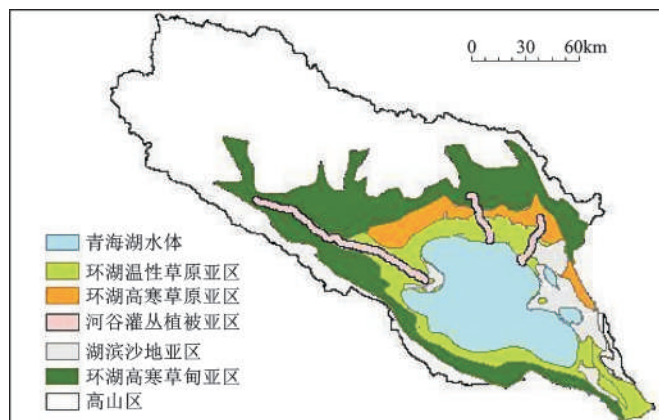 0 30 60km
青海湖水体
环湖温性草原亚区
环湖高寒草原亚区
河谷灌丛植被亚区
湖滨沙地亚区
环湖高寒草甸亚区
高山区